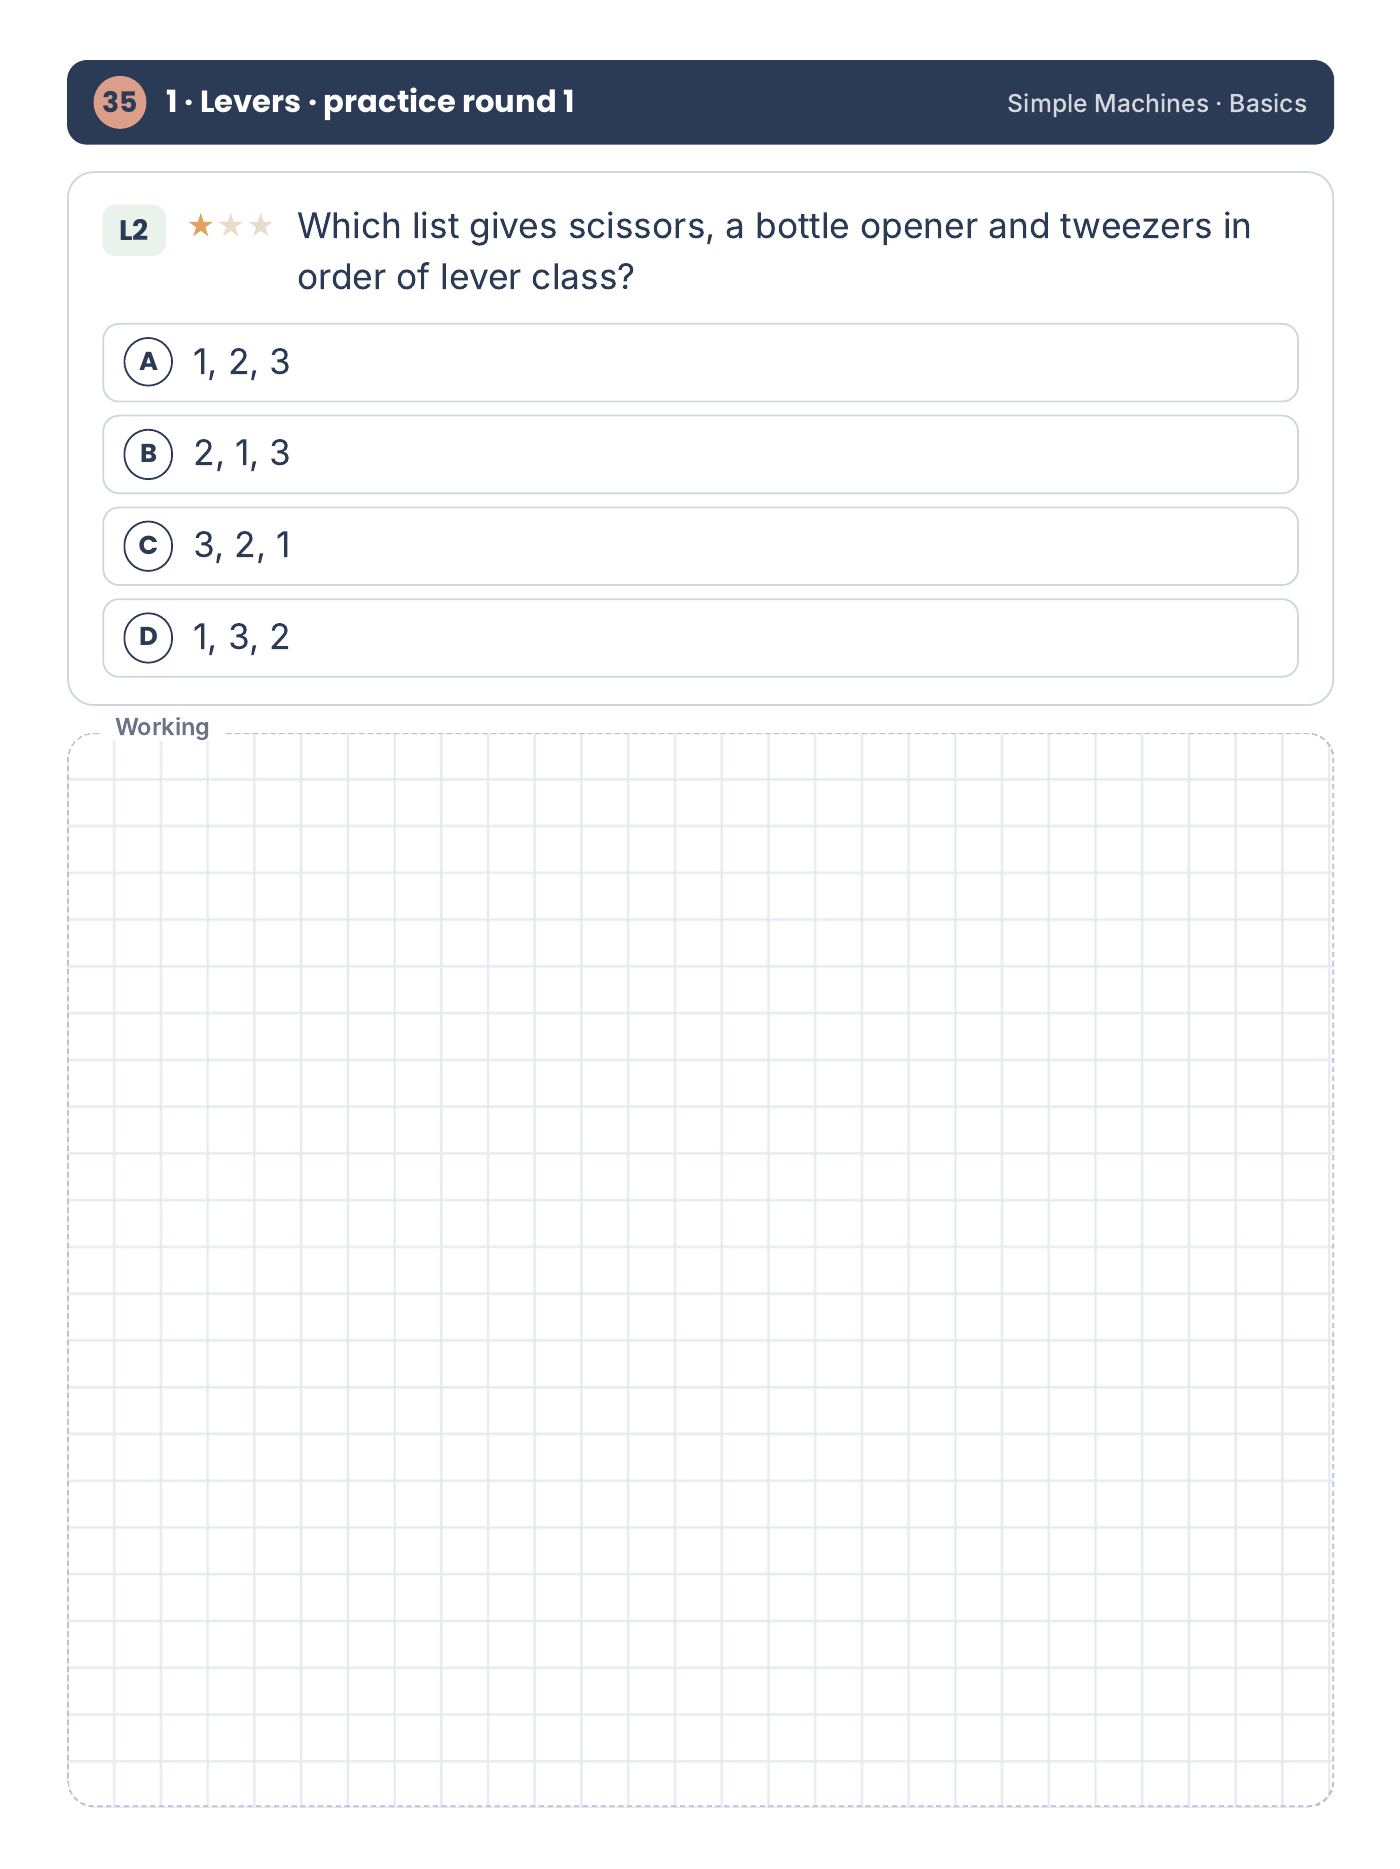 35 1 · Levers · practice round 1 Simple Machines · Basics
L2 ★★★ Which list gives scissors, a bottle opener and tweezers in
order of lever class?
A 1, 2, 3
B 2, 1, 3
C 3, 2, 1
D 1, 3, 2
Working